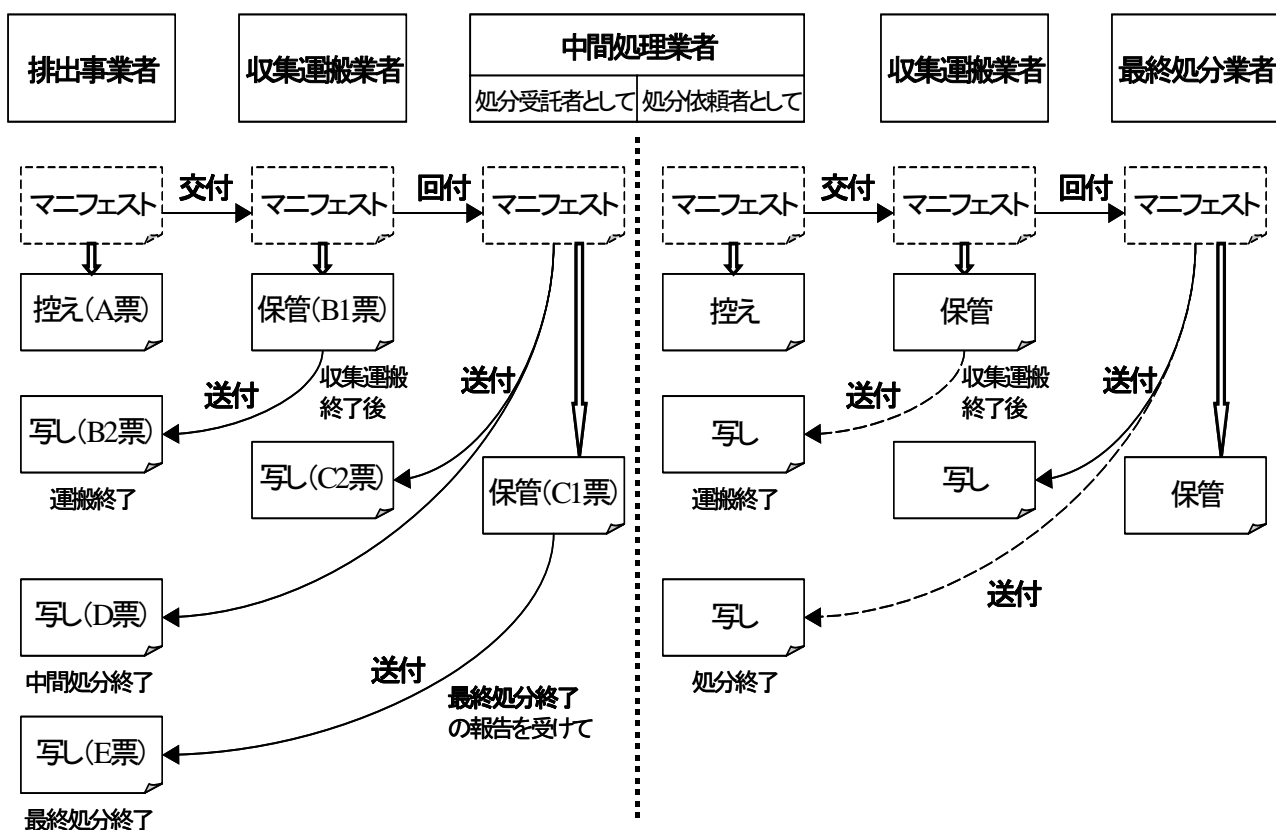 排出事業者
収集運搬業者
中間処理業者
処分受託者として
処分依頼者として
収集運搬業者
最終処分業者
マニフェスト
交付
マニフェスト
回付
マニフェスト
マニフェスト
交付
マニフェスト
回付
マニフェスト
控え(A票)
保管(B1票)
控え
保管
送付
収集運搬
終了後
送付
送付
収集運搬
終了後
送付
写し(B2票)
運搬終了
写し(C2票)
保管(C1票)
写し
運搬終了
写し
保管
写し(D票)
中間処分終了
送付
最終処分終了
の報告を受けて
写し
処分終了
送付
写し(E票)
最終処分終了